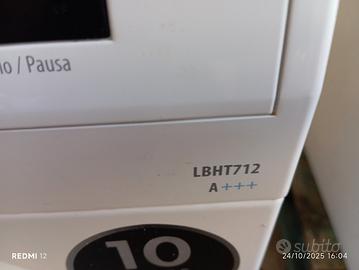 io / Pausa
LBHT712
A+++
10
REDMI 12
subito
24/10/2025 16:04